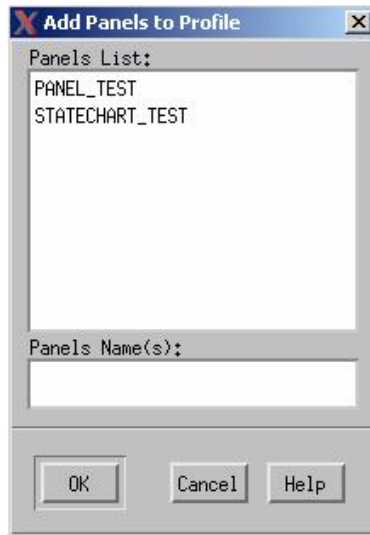 Add Panels to Profile
Panels List:
PANEL_TEST
STATECHART_TEST
Panels Name(s):
OK Cancel Help